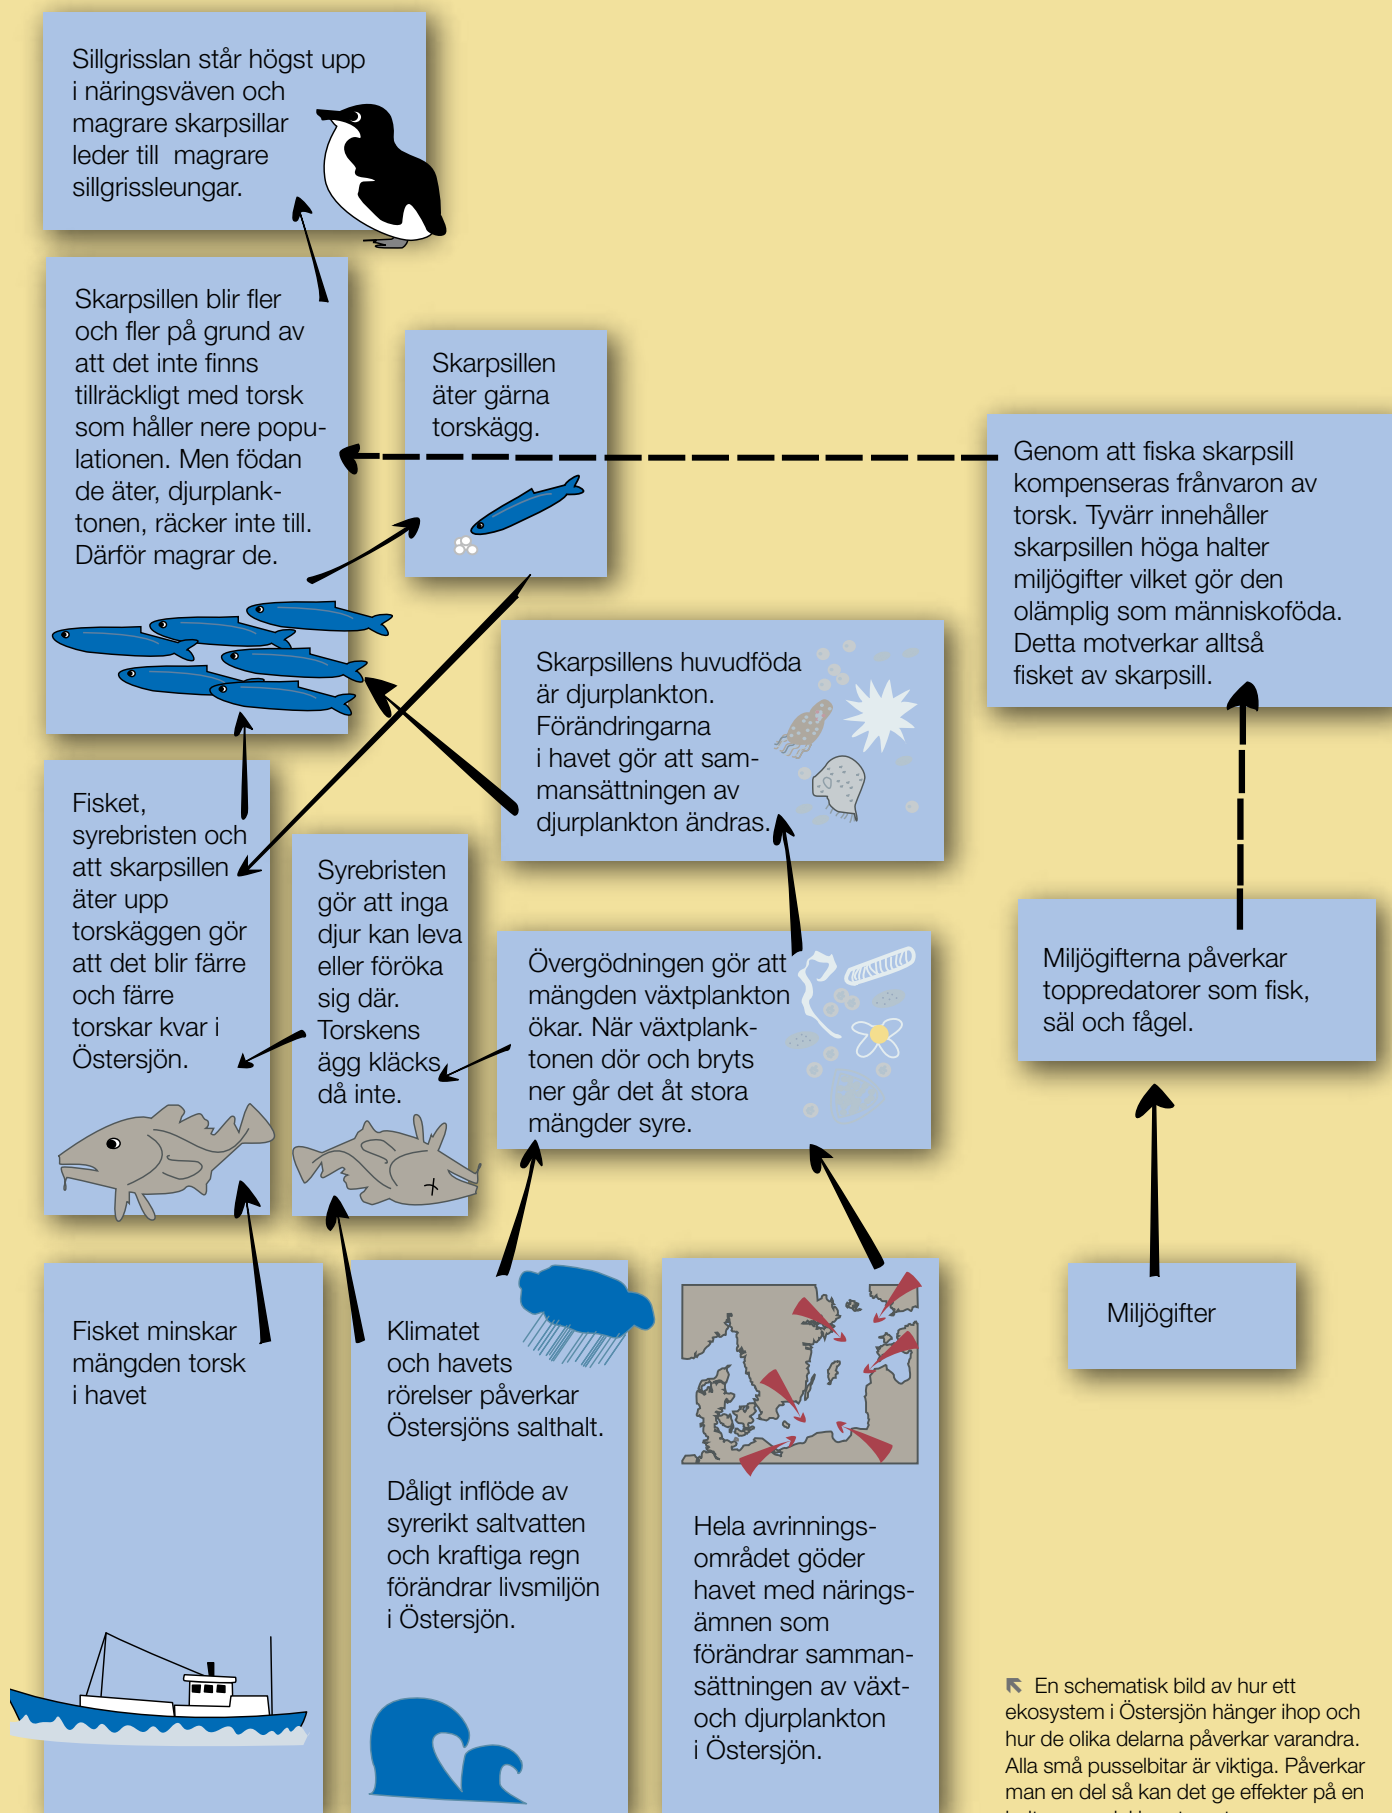 Sillgrisslan står högst upp
i näringsväven och
magrare skarpsillar
leder till magrare
sillgrissleungar.
Skarpsillen blir fler
och fler på grund av
att det inte finns
tillräckligt med torsk
som håller nere popu-
lationen. Men födan
de äter, djurplank-
tonen, räcker inte till.
Därför magrar de.
Skarpsillen
äter gärna
torskägg.
Genom att fiska skarpsill
kompenseras frånvaron av
torsk. Tyvärr innehåller
skarpsillen höga halter
miljögifter vilket gör den
olämplig som människoföda.
Detta motverkar alltså
fisket av skarpsill.
Skarpsillens huvudföda
är djurplankton.
Förändringarna
i havet gör att sam-
mansättningen av
djurplankton ändras.
Fisket,
syrebristen och
att skarpsillen
äter upp
torskäggen gör
att det blir färre
och färre
torskar kvar i
Östersjön.
Syrebristen
gör att inga
djur kan leva
eller föröka
sig där.
Torskens
ägg kläcks
då inte.
Övergödningen gör att
mängden växtplankton
ökar. När växtplank-
tonen dör och bryts
ner går det åt stora
mängder syre.
Miljögifterna påverkar
toppredatorer som fisk,
säl och fågel.
Fisket minskar
mängden torsk
i havet
Klimatet
och havets
rörelser påverkar
Östersjöns salthalt.
Dåligt inflöde av
syrerikt saltvatten
och kraftiga regn
förändrar livsmiljön
i Östersjön.
Hela avrinnings-
området göder
havet med närings-
ämnen som
förändrar samman-
sättningen av växt-
och djurplankton
i Östersjön.
Miljögifter
En schematisk bild av hur ett
ekosystem i Östersjön hänger ihop och
hur de olika delarna påverkar varandra.
Alla små pusselbitar är viktiga. Påverkar
man en del så kan det ge effekter på en